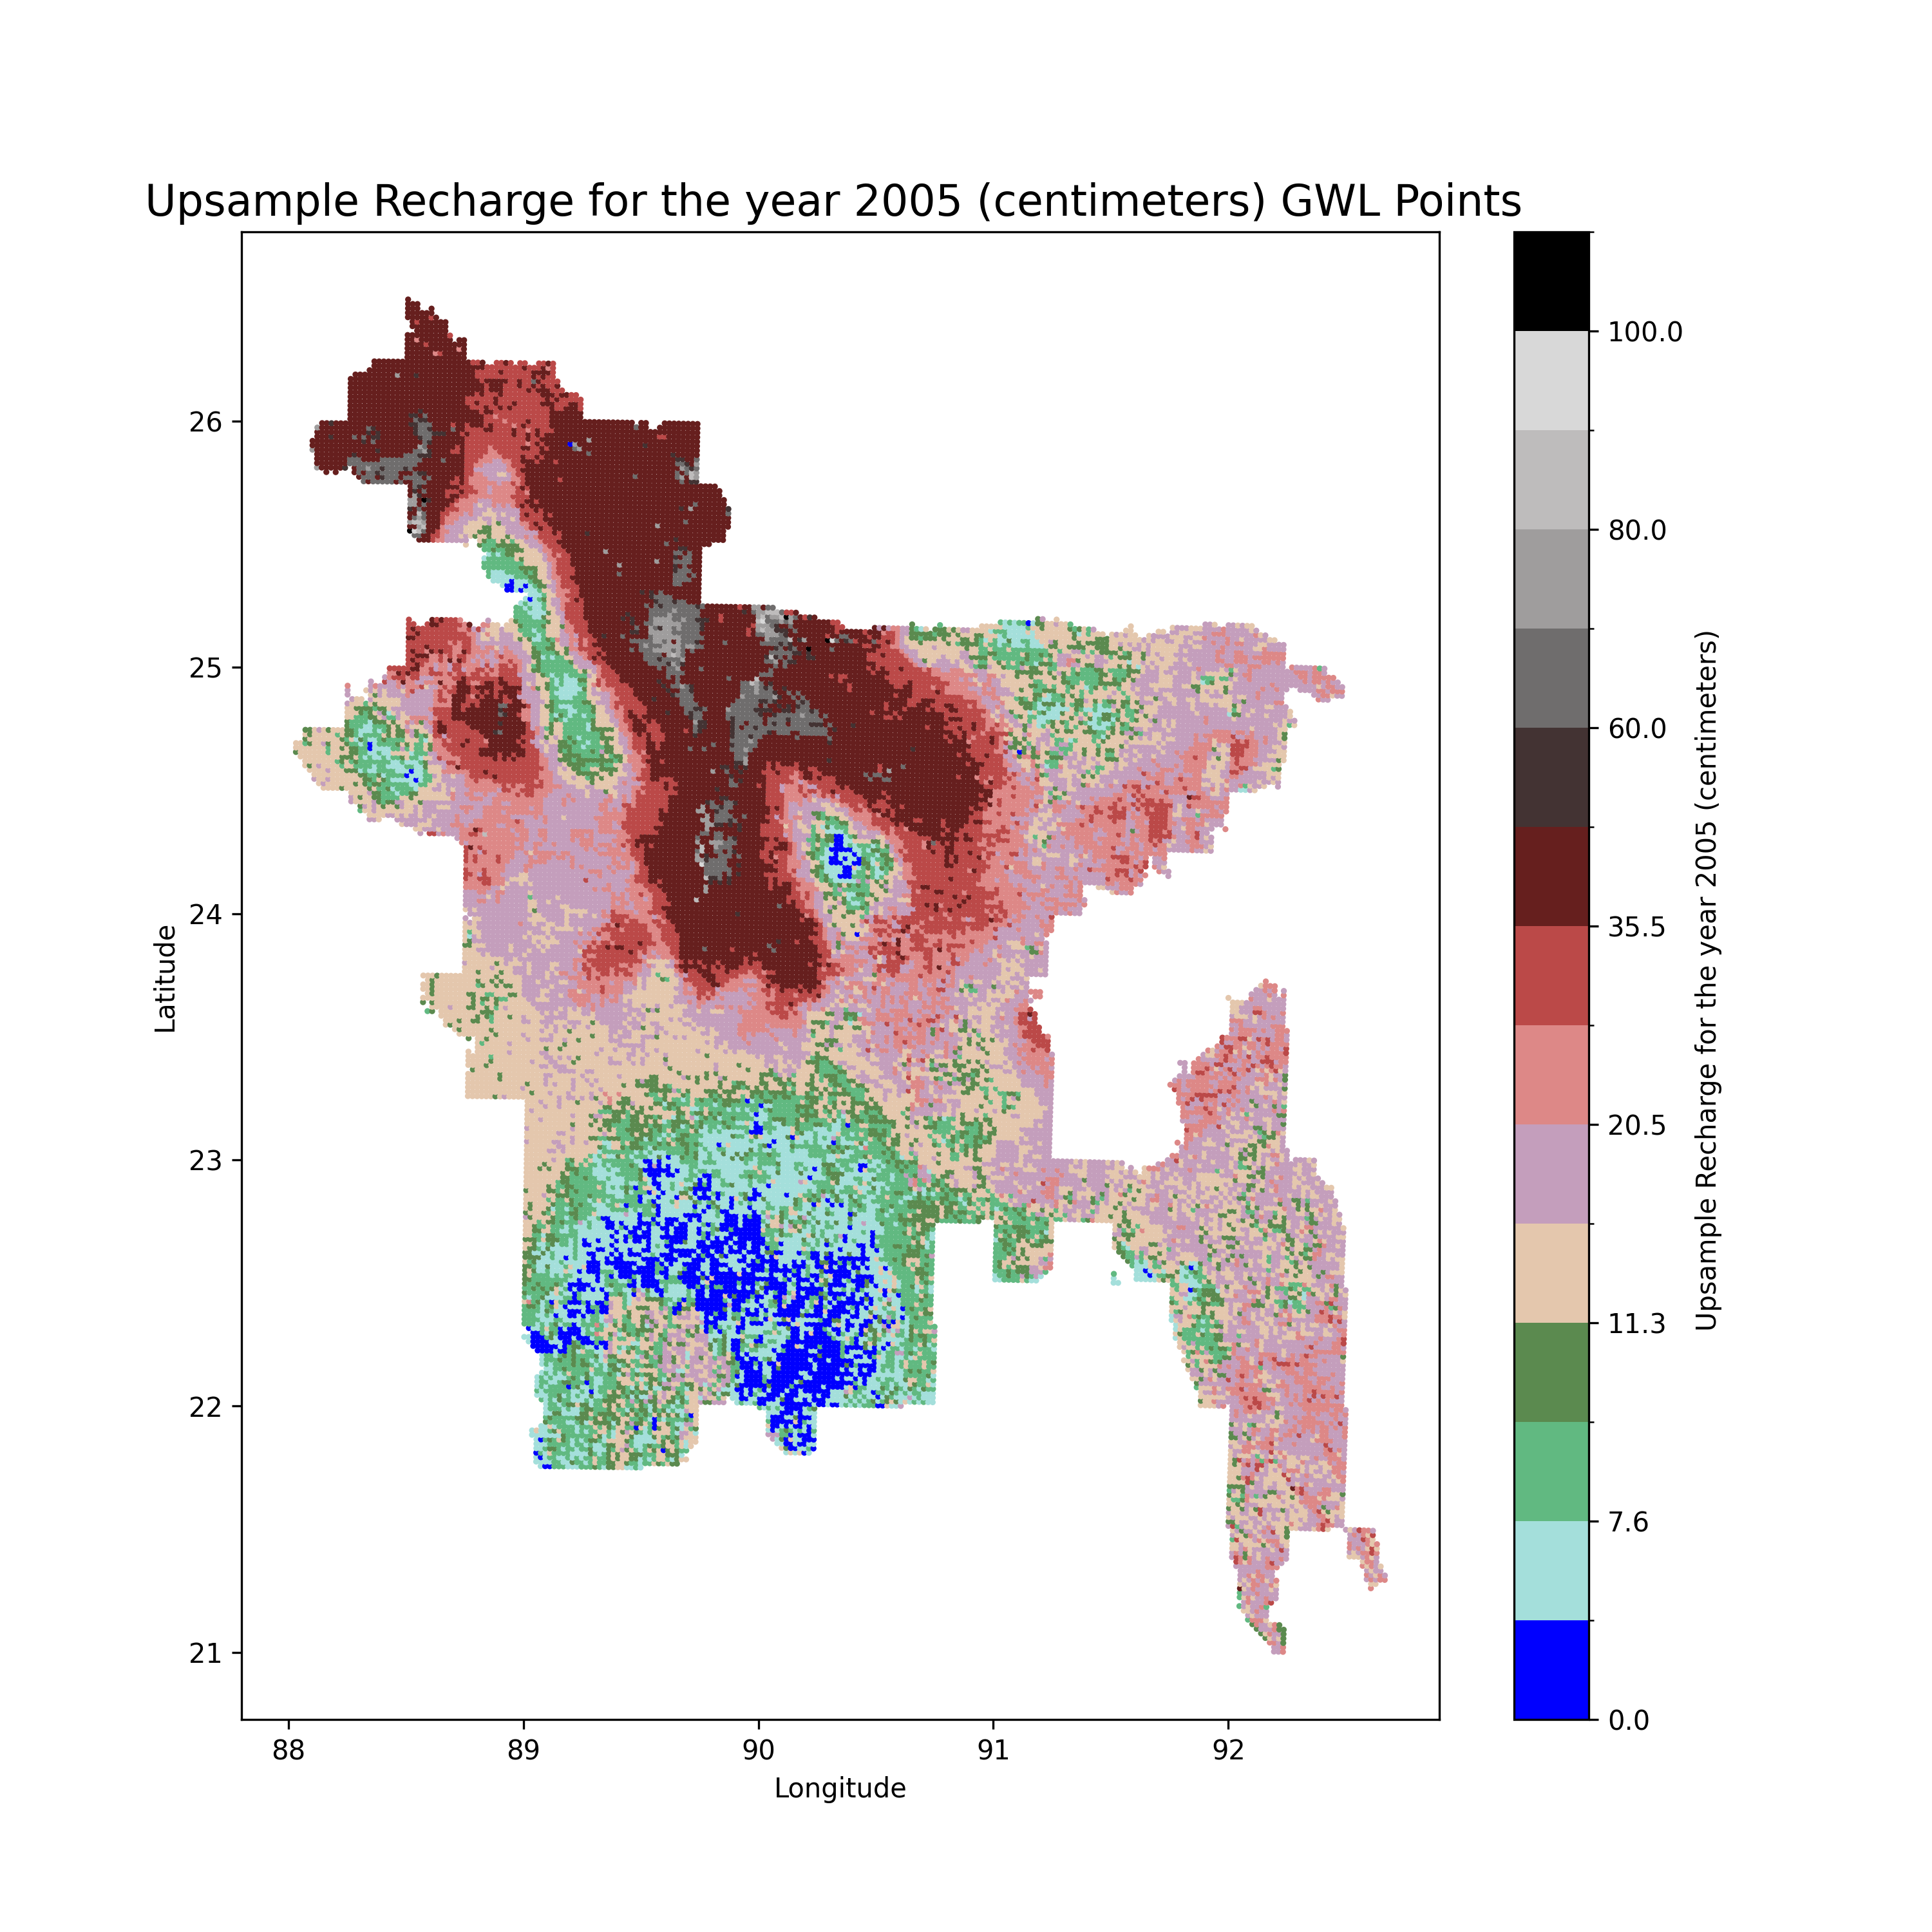 Upsample Recharge for the year 2005 (centimeters) GWL Points
100.0
80.0
60.0
35.5
20.5
11.3
7.6
0.0
Upsample Recharge for the year 2005 (centimeters)
26
25
24
23
22
21
Latitude
88 89 90 91 92
Longitude